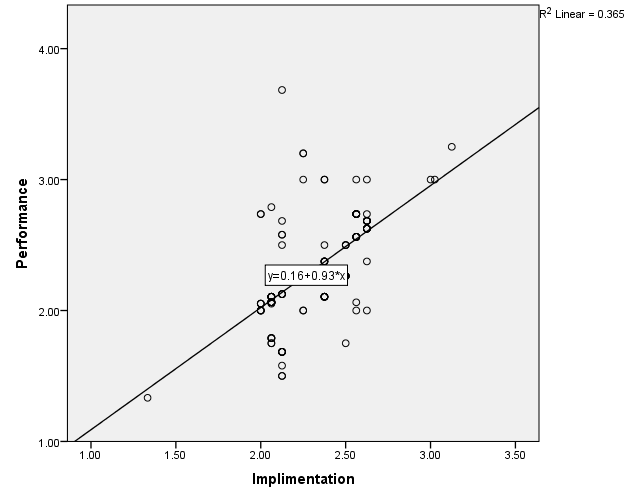 R2 Linear = 0.365
4.00
3.00
Performance
y=0.16+0.93*x
2.00
1.00
1.00 1.50 2.00 2.50 3.00 3.50
Implimentation